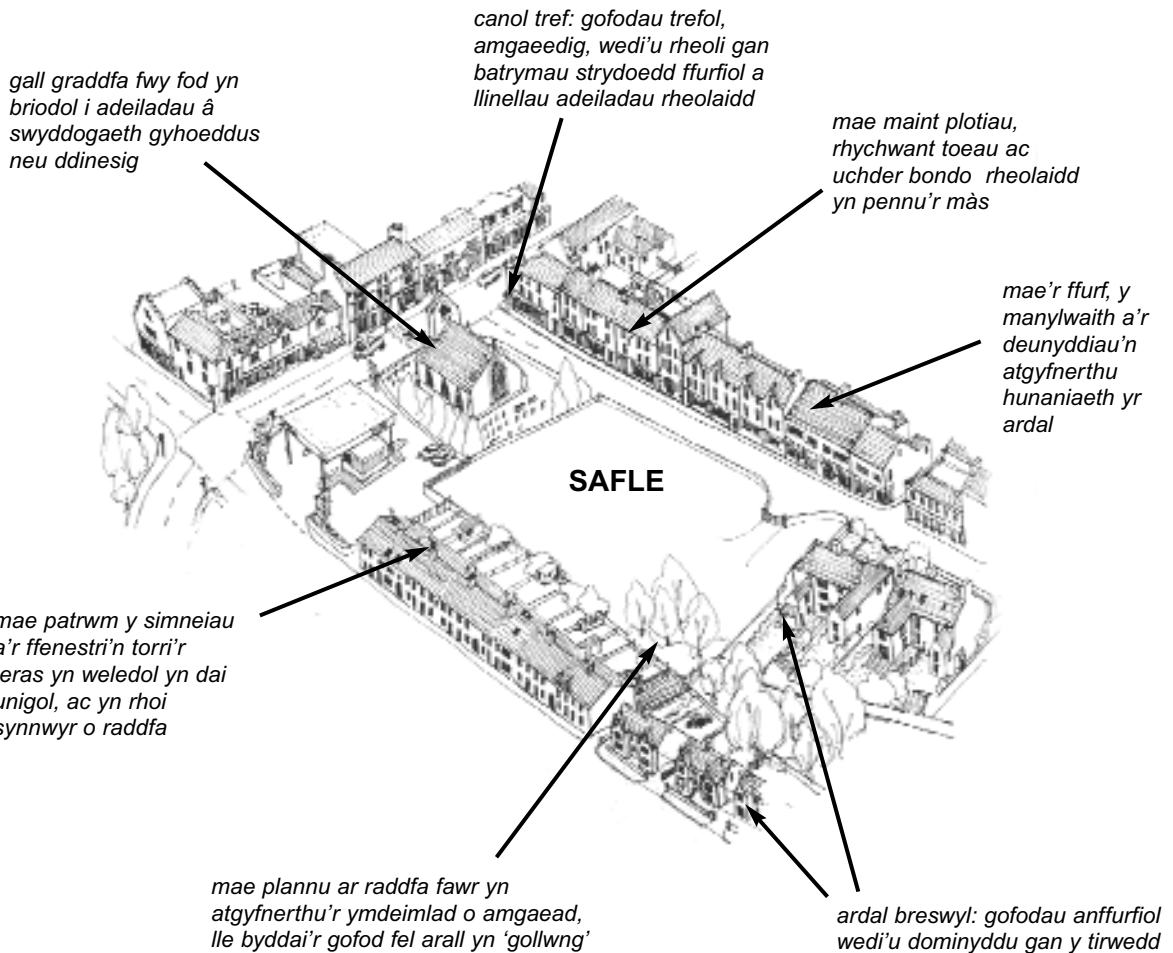 canol tref: gofodau trefol,
amgaeedig, wedi'u rheoli gan
batrymau strydoedd ffurfiol a
llinellau adeiladau rheolaidd
gall graddfa fwy fod yn
briodol i adeiladau â
swyddogaeth gyhoeddus
neu ddinesig
mae maint plotiau,
rhychwant toeau ac
uchder bondo rheolaidd
yn pennu'r màs
mae'r ffurf, y
manylwaith a'r
deunyddiau'n
atgyfnerthu
hunaniaeth yr
ardal
SAFLE
mae patrwm y simneiau
a'r ffenestri'n torri'r
eras yn weledol yn dai
unigol, ac yn rhoi
synnwyr o raddfa
mae plannu ar raddfa fawr yn
atgyfnerthu'r ymdeimlad o amgaead,
lle byddai'r gofod fel arall yn 'gollwng'
ardal breswyl: gofodau anffurfiol
wedi'u dominyddu gan y tirwedd